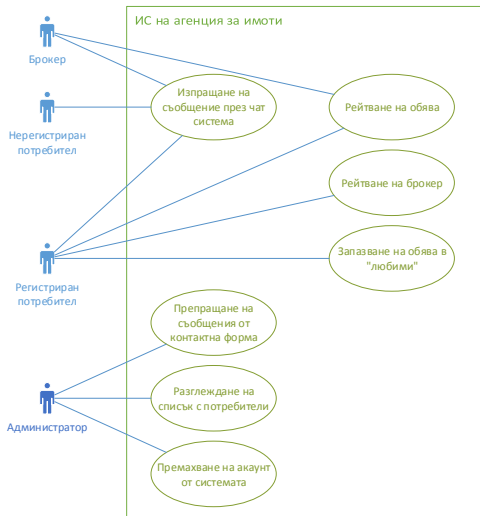 ИС на агенция за имоти
Брокер
Изпращане на
съобщение през чат
система
Рейтване на обява
Нерегистриран
потребител
Рейтване на брокер
Запазване на обява в
"любими"
Регистриран
потребител
Препращане на
съобщения от
контактна форма
Разглеждане на
списък с потребители
Администратор
Премахване на акаунт
от системата